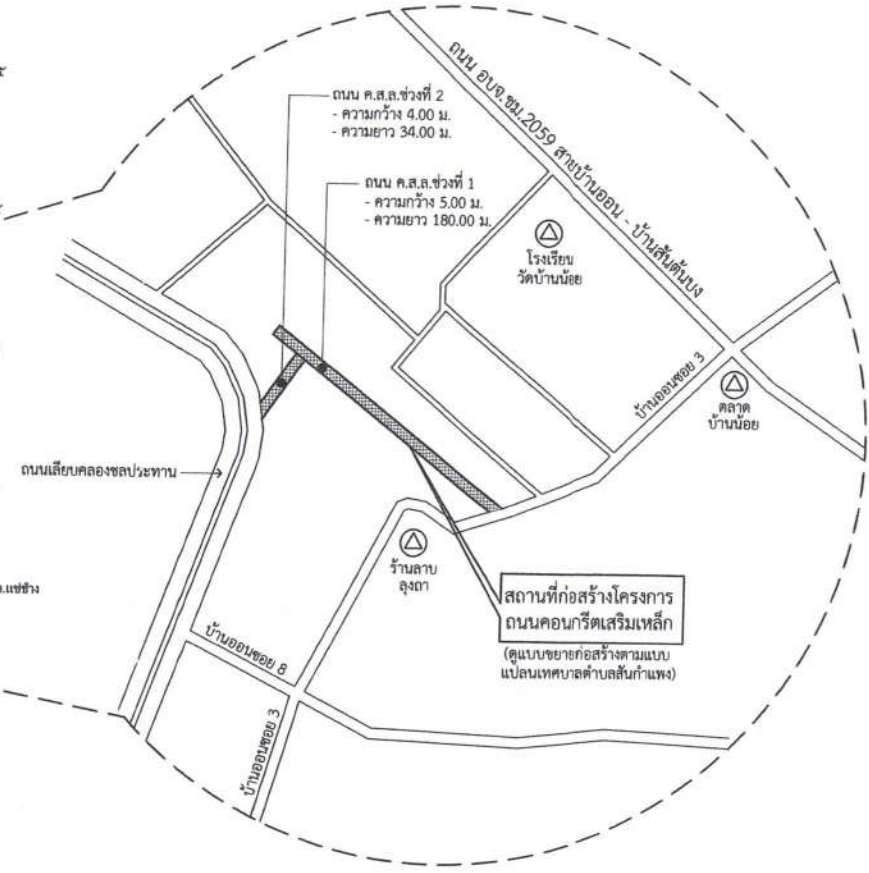 ถนน ค.ส.ล.ช่วงที่ 2
- ความกว้าง 4.00 ม.
- ความยาว 34.00 ม.
ถนน ค.ส.ล.ช่วงที่ 1
- ความกว้าง 5.00 ม.
- ความยาว 180.00 ม.
ถนน อบจ.ชม.2059 สายบ้านออน - บ้านสันต้นบง
โรงเรียน
วัดบ้านน้อย
บ้านออนซอย 3
ตลาด
บ้านน้อย
ถนนเลียบคลองชลประทาน
ร้านลาบ
ลุงถา
สถานที่ก่อสร้างโครงการ
ถนนคอนกรีตเสริมเหล็ก
(ดูแบบขยายก่อสร้างตามแบบ
แปลนเทศบาลตำบลสันกำแพง)
บ้านออนซอย 8
บ้านออนซอย 3